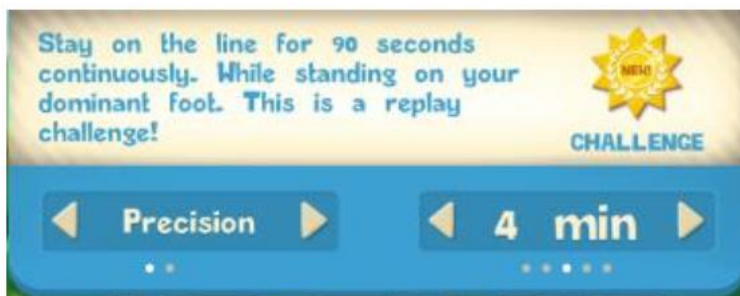 Stay on the line for 90 seconds
continuously. While standing on your
dominant foot. This is a replay
challenge!
NEW!
CHALLENGE
Precision
4 min